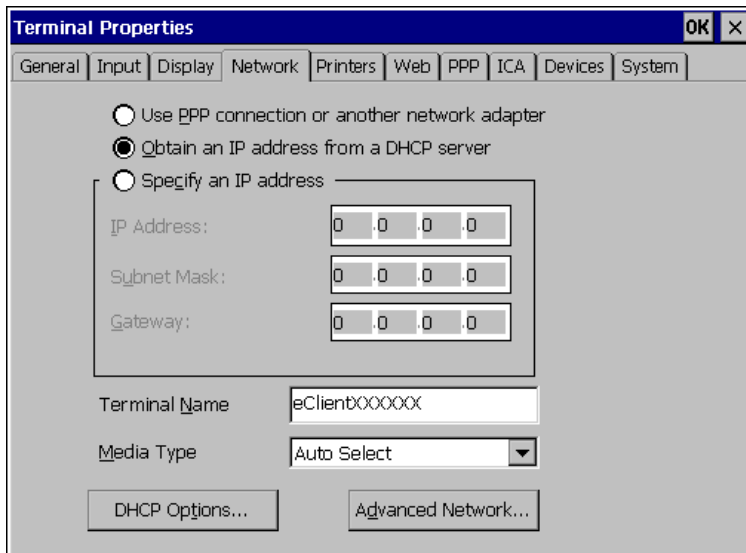 Terminal Properties OK ×
General Input Display Network Printers Web PPP ICA Devices System
Use PPP connection or another network adapter
Obtain an IP address from a DHCP server
Specify an IP address
IP Address: 0 .0 .0 .0
Subnet Mask: 0 .0 .0 .0
Gateway: 0 .0 .0 .0
Terminal Name eClientXXXXXX
Media Type Auto Select
DHCP Options... Advanced Network...